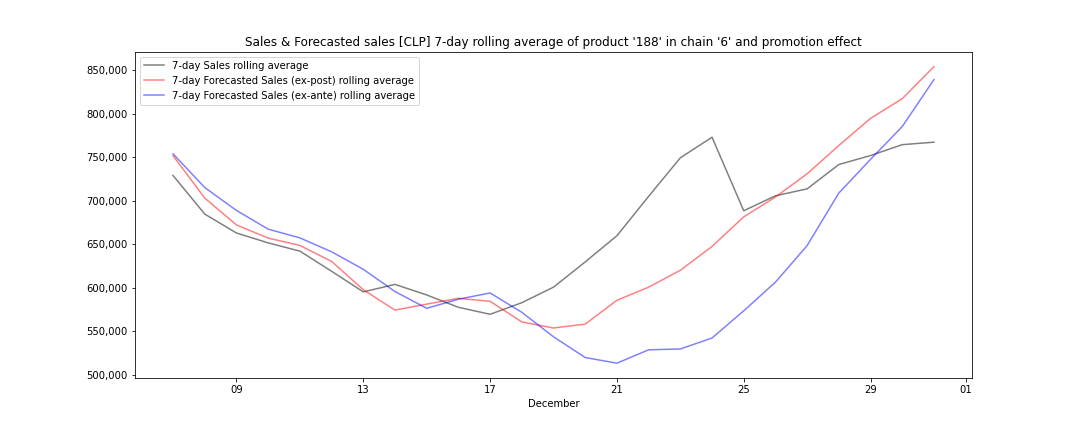 Sales & Forecasted sales [CLP] 7-day rolling average of product '188' in chain '6' and promotion effect
7-day Sales rolling average
7-day Forecasted Sales (ex-post) rolling average
7-day Forecasted Sales (ex-ante) rolling average
850,000
800,000
750,000
700,000
650,000
600,000
550,000
500,000
09 13 17 21 25 29 01
December